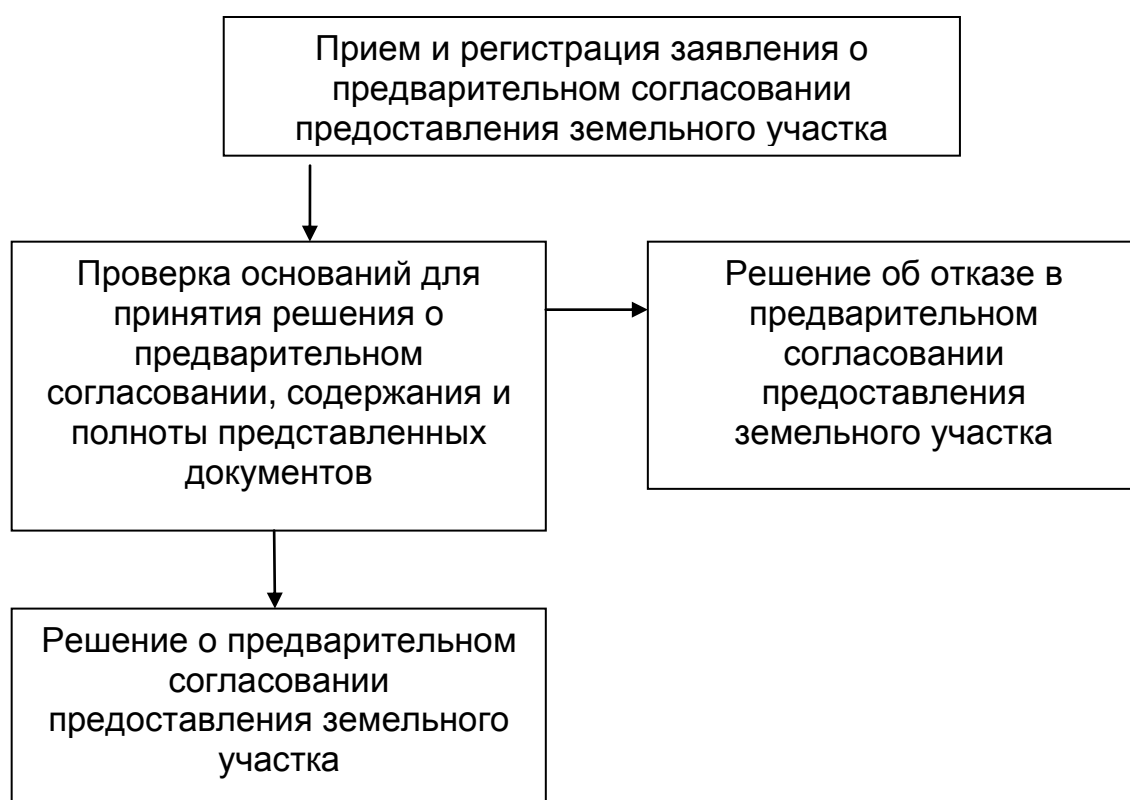 Прием и регистрация заявления о
предварительном согласовании
предоставления земельного участка
Проверка оснований для
принятия решения о
предварительном
согласовании, содержания и
полноты представленных
документов
Решение об отказе в
предварительном
согласовании
предоставления
земельного участка
Решение о предварительном
согласовании
предоставления земельного
участка